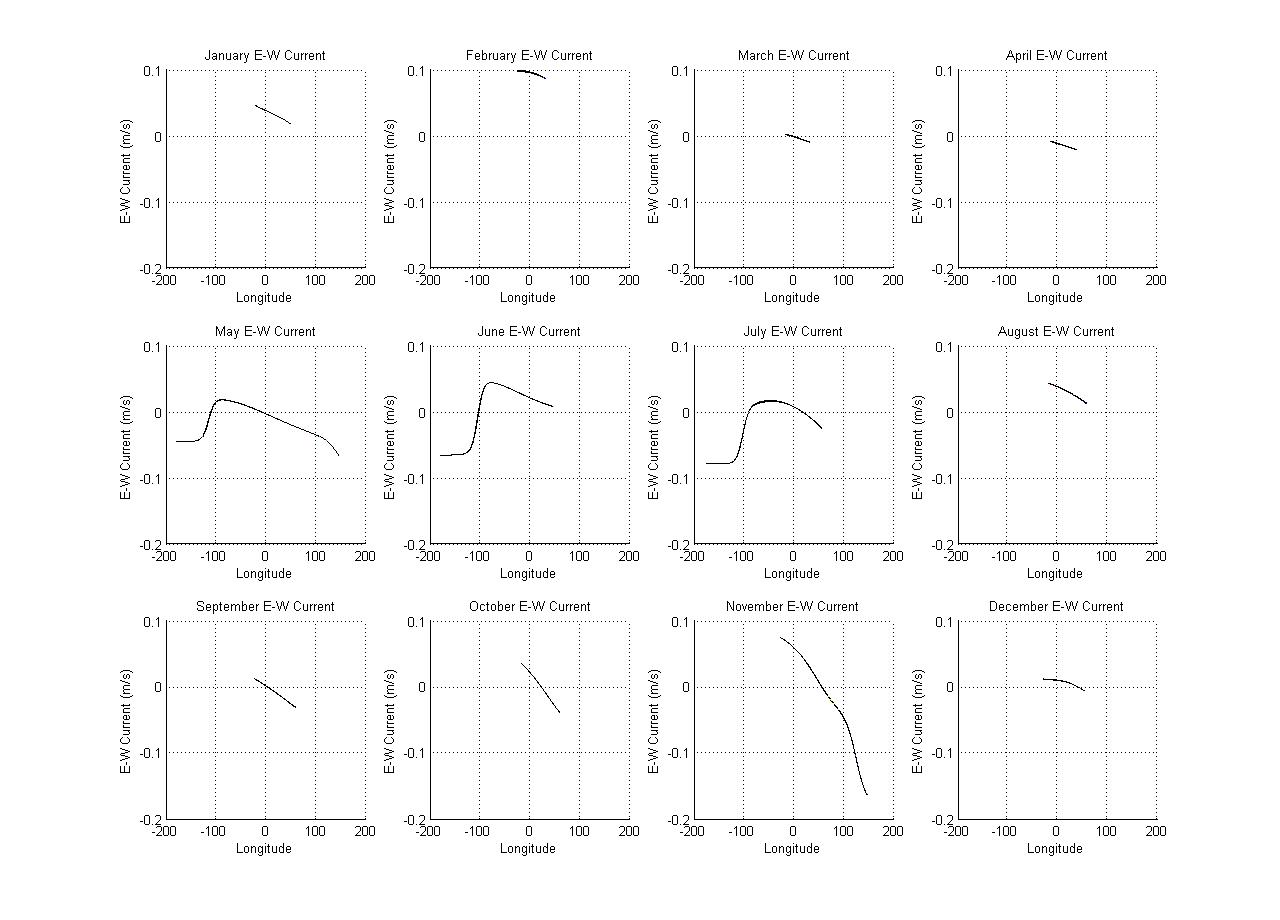 January E-W Current February E-W Current March E-W Current April E-W Current
0.1 0.1 0.1 0.1
0 0 0 0
-0.1 -0.1 -0.1 -0.1
-0.2 -0.2 -0.2 -0.2
E-W Current (m/s) E-W Current (m/s) E-W Current (m/s) E-W Current (m/s)
-200 -100 0 100 200 -200 -100 0 100 200 -200 -100 0 100 200 -200 -100 0 100 200
Longitude Longitude Longitude Longitude
May E-W Current June E-W Current July E-W Current August E-W Current
0.1 0.1 0.1 0.1
0 0 0 0
-0.1 -0.1 -0.1 -0.1
-0.2 -0.2 -0.2 -0.2
E-W Current (m/s) E-W Current (m/s) E-W Current (m/s) E-W Current (m/s)
-200 -100 0 100 200 -200 -100 0 100 200 -200 -100 0 100 200 -200 -100 0 100 200
Longitude Longitude Longitude Longitude
September E-W Current October E-W Current November E-W Current December E-W Current
0.1 0.1 0.1 0.1
0 0 0 0
-0.1 -0.1 -0.1 -0.1
-0.2 -0.2 -0.2 -0.2
E-W Current (m/s) E-W Current (m/s) E-W Current (m/s) E-W Current (m/s)
-200 -100 0 100 200 -200 -100 0 100 200 -200 -100 0 100 200 -200 -100 0 100 200
Longitude Longitude Longitude Longitude